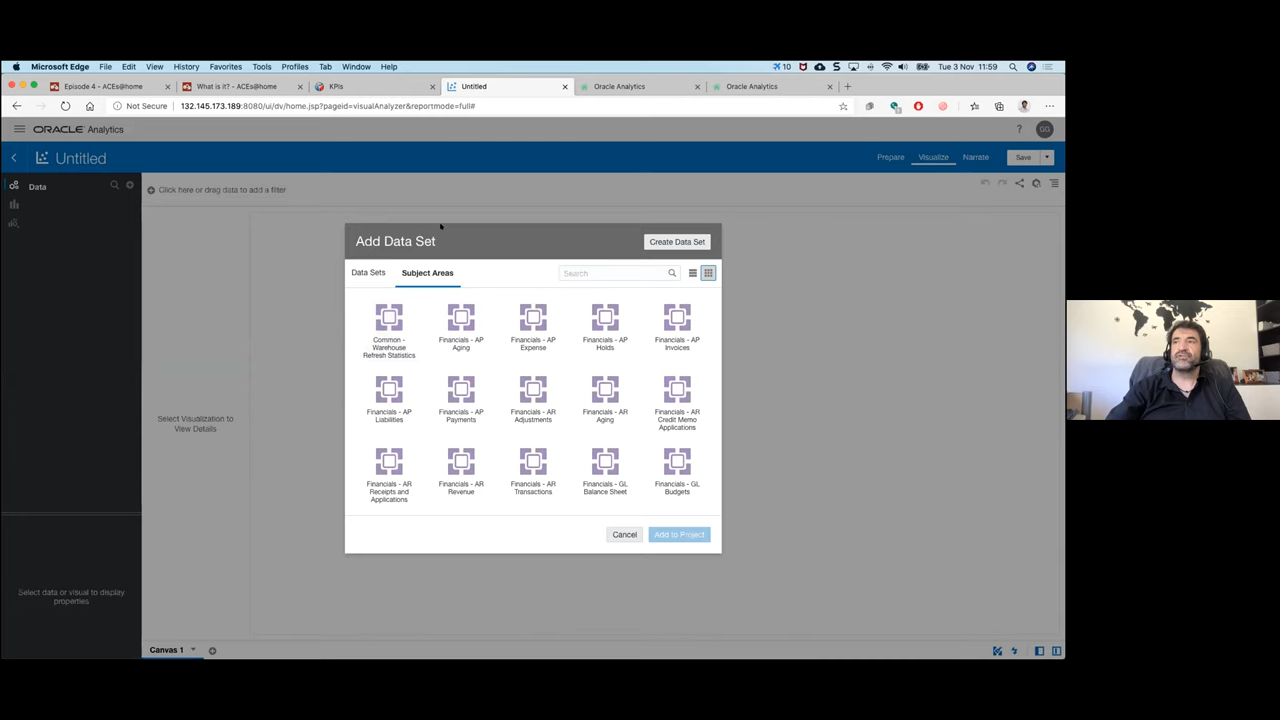 Microsoft Edge File Edit View History Favorites Tools Profiles Tab Window Help 10 Tue 3 Nov 11:59
Episode 4 - ACEs@home What is it? - ACEs@home KPIs Untitled Oracle Analytics Oracle Analytics
Not Secure 132.145.173.189:8080/ui/dv/home.jsp?pageid=visualAnalyzer&reportmode=full#
ORACLE Analytics ? GG
Untitled Prepare Visualize Narrate Save
Data Click here or drag data to add a filter
Add Data Set Create Data Set
Data Sets Subject Areas Search
Common -
Warehouse
Refresh Statistics
Financials - AP
Aging
Financials - AP
Expense
Financials - AP
Holds
Financials - AP
Invoices
Financials - AP
Liabilities
Financials - AP
Payments
Financials - AR
Adjustments
Financials - AR
Aging
Financials - AR
Credit Memo
Applications
Financials - AR
Receipts and
Applications
Financials - AR
Revenue
Financials - AR
Transactions
Financials - GL
Balance Sheet
Financials - GL
Budgets
Cancel Add to Project
Select Visualization to
View Details
Select data or visual to display
properties
Canvas 1